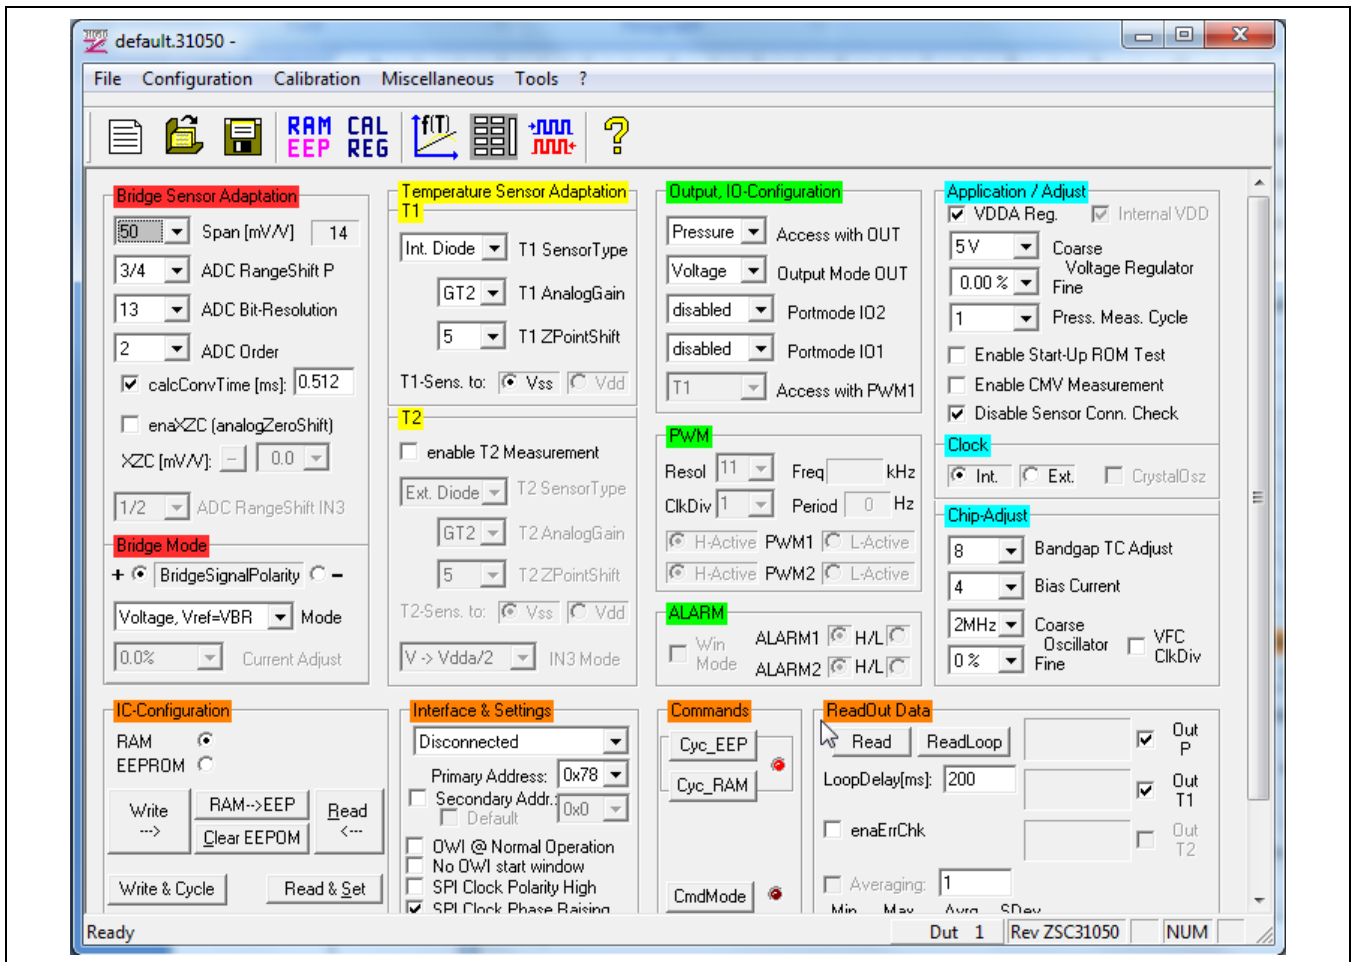 default.31050 -
File Configuration Calibration Miscellaneous Tools ?
RAM EEP CAL REG f(T) ?
Bridge Sensor Adaptation
50 Span [mV/V] 14
3/4 ADC RangeShift P
13 ADC Bit-Resolution
2 ADC Order
calcConvTime [ms]: 0.512
enaXZC (analogZeroShift)
XZC [mV/V]: - 0.0
1/2 ADC RangeShift IN3
Bridge Mode
+ BridgeSignalPolarity -
Voltage, Vref=VBR Mode
0.0% Current Adjust
Temperature Sensor Adaptation
T1
Int. Diode T1 SensorType
GT2 T1 AnalogGain
5 T1 ZPointShift
T1-Sens. to: Vss Vdd
T2
enable T2 Measurement
Ext. Diode T2 SensorType
GT2 T2 AnalogGain
5 T2 ZPointShift
T2-Sens. to: Vss Vdd
V -> Vdda/2 IN3 Mode
Output, IO-Configuration
Pressure Access with OUT
Voltage Output Mode OUT
disabled Portmode IO2
disabled Portmode IO1
T1 Access with PWM1
PWM
Resol 11 Freq kHz
ClkDiv 1 Period 0 Hz
H-Active PWM1 L-Active
H-Active PWM2 L-Active
ALARM
Win Mode
ALARM1 H/L
ALARM2 H/L
Application / Adjust
VDDA Reg. Internal VDD
5 V Coarse
Voltage Regulator
0.00 % Fine
1 Press. Meas. Cycle
Enable Start-Up ROM Test
Enable CMV Measurement
Disable Sensor Conn. Check
Clock
Int. Ext. CrystalOsz
Chip-Adjust
8 Bandgap TC Adjust
4 Bias Current
2MHz Coarse
Oscillator
0 % Fine
VFC
ClkDiv
IC-Configuration
RAM
EEPROM
Write
--->
RAM-->EEP
Clear EEPOM
Read
<---
Write & Cycle Read & Set
Interface & Settings
Disconnected
Primary Address: 0x78
Secondary Addr.: 0x0
Default
OWI @ Normal Operation
No OWI start window
SPI Clock Polarity High
SPI Clock Phase Raising
Commands
Cyc_EEP
Cyc_RAM
CmdMode
ReadOut Data
Read ReadLoop
Out P
LoopDelay[ms]: 200
Out T1
enaErrChk
Out T2
Averaging: 1
Min Max Avrg SDev
Ready Dut 1 Rev ZSC31050 NUM